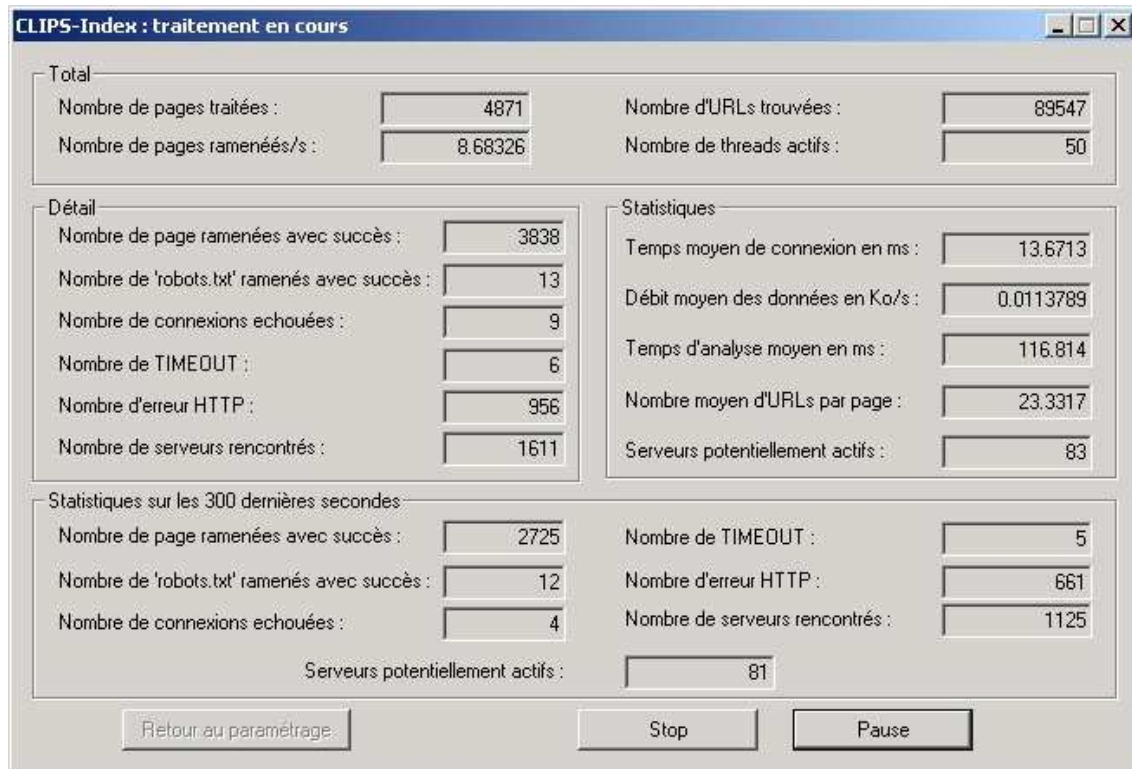 CLIPS-Index : traitement en cours
Total
Nombre de pages traitées : 4871
Nombre d'URLs trouvées : 89547
Nombre de pages ramenéés/s : 8.68326
Nombre de threads actifs : 50
Détail
Nombre de page ramenées avec succès : 3838
Nombre de 'robots.txt' ramenés avec succès : 13
Nombre de connexions echouées : 9
Nombre de TIMEOUT : 6
Nombre d'erreur HTTP : 956
Nombre de serveurs rencontrés : 1611
Statistiques
Temps moyen de connexion en ms : 13.6713
Débit moyen des données en Ko/s : 0.0113789
Temps d'analyse moyen en ms : 116.814
Nombre moyen d'URLs par page : 23.3317
Serveurs potentiellement actifs : 83
Statistiques sur les 300 dernières secondes
Nombre de page ramenées avec succès : 2725
Nombre de 'robots.txt' ramenés avec succès : 12
Nombre de connexions echouées : 4
Nombre de TIMEOUT : 5
Nombre d'erreur HTTP : 661
Nombre de serveurs rencontrés : 1125
Serveurs potentiellement actifs : 81
Retour au paramétrage
Stop
Pause